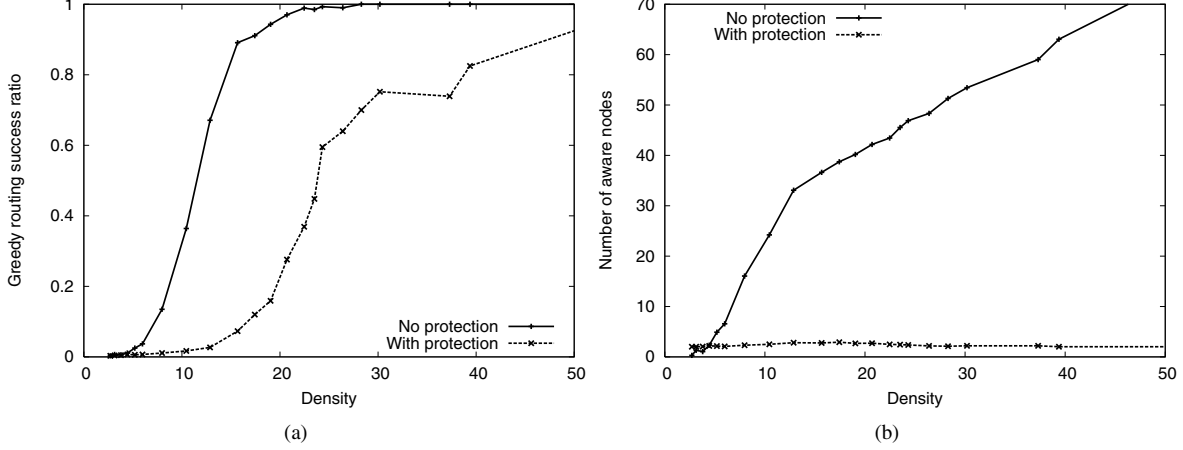 1
0.8
0.6
0.4
0.2
0
Greedy routing success ratio
0 10 20 30 40 50
Density
No protection
With protection
(a)
70
60
50
40
30
20
10
0
Number of aware nodes
0 10 20 30 40 50
Density
No protection
With protection
(b)